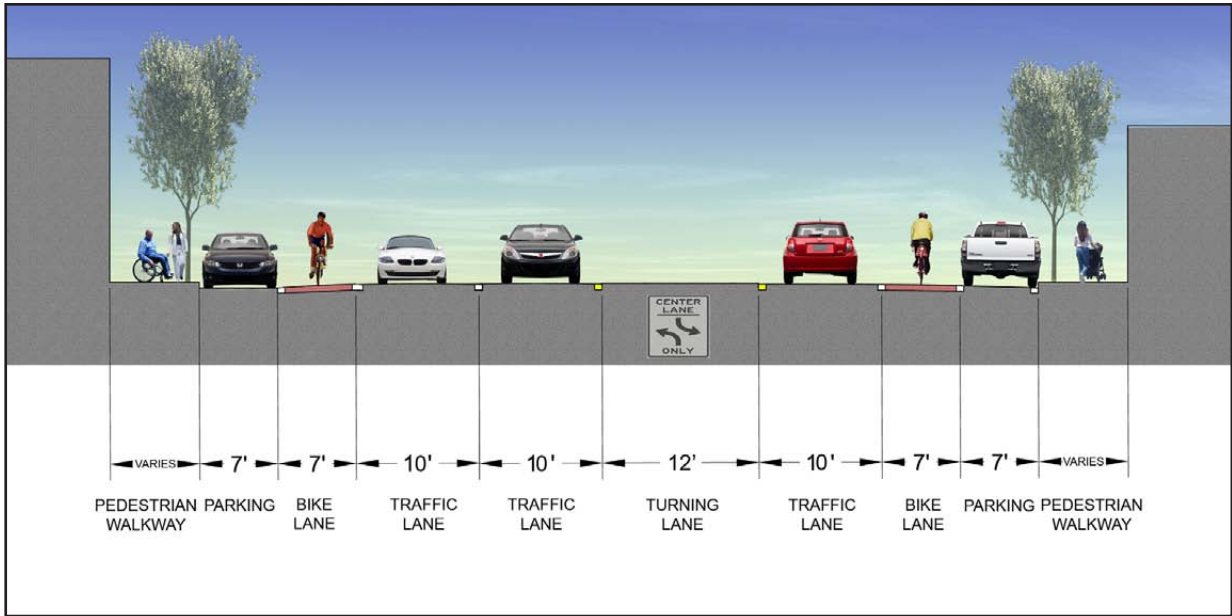 CENTER
LANE
ONLY
VARIES 7' 7' 10' 10' 12' 10' 7' 7' VARIES
PEDESTRIAN WALKWAY
PARKING
BIKE LANE
TRAFFIC LANE
TRAFFIC LANE
TURNING LANE
TRAFFIC LANE
BIKE LANE
PARKING
PEDESTRIAN WALKWAY